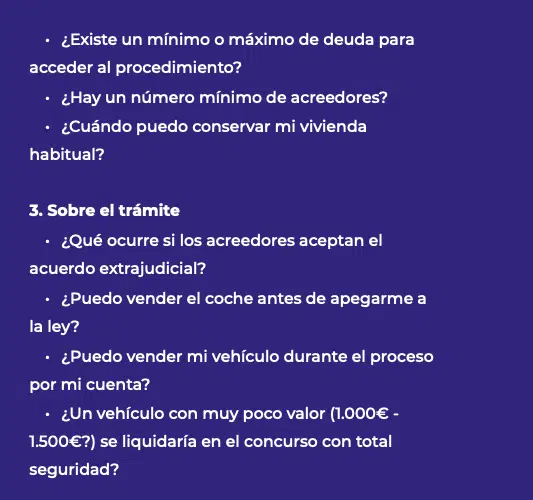 • ¿Existe un mínimo o máximo de deuda para
acceder al procedimiento?
• ¿Hay un número mínimo de acreedores?
• ¿Cuándo puedo conservar mi vivienda
habitual?
3. Sobre el trámite
• ¿Qué ocurre si los acreedores aceptan el
acuerdo extrajudicial?
• ¿Puedo vender el coche antes de apegarme a
la ley?
• ¿Puedo vender mi vehículo durante el proceso
por mi cuenta?
• ¿Un vehículo con muy poco valor (1.000€ -
1.500€?) se liquidaría en el concurso con total
seguridad?